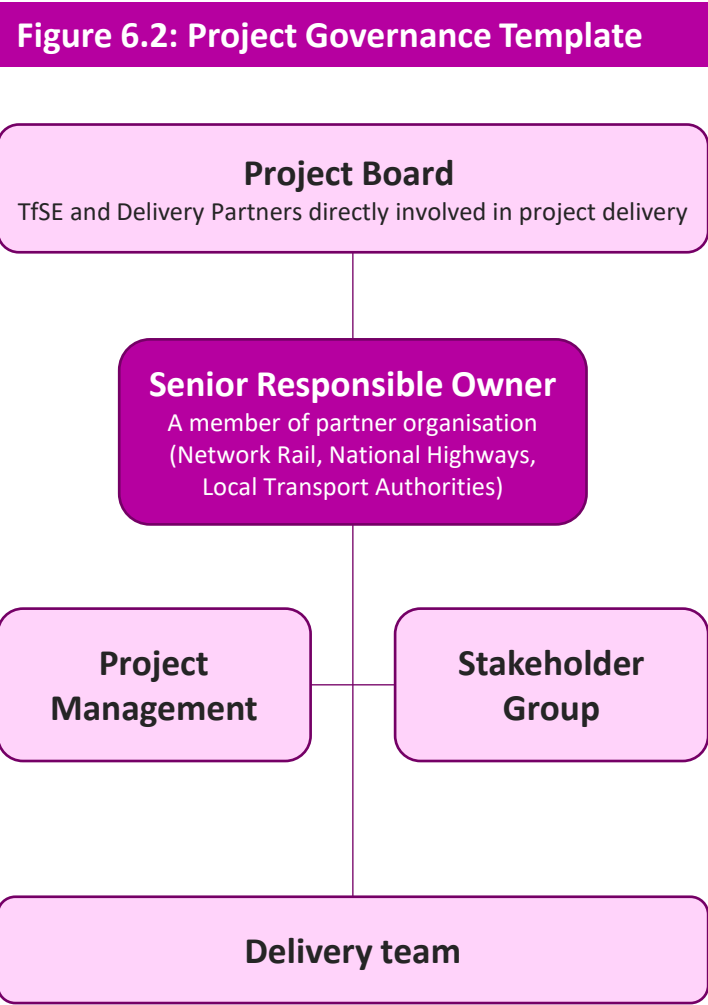 Figure 6.2: Project Governance Template
Project Board
TfSE and Delivery Partners directly involved in project delivery
Senior Responsible Owner
A member of partner organisation
(Network Rail, National Highways,
Local Transport Authorities)
Project
Management
Stakeholder
Group
Delivery team